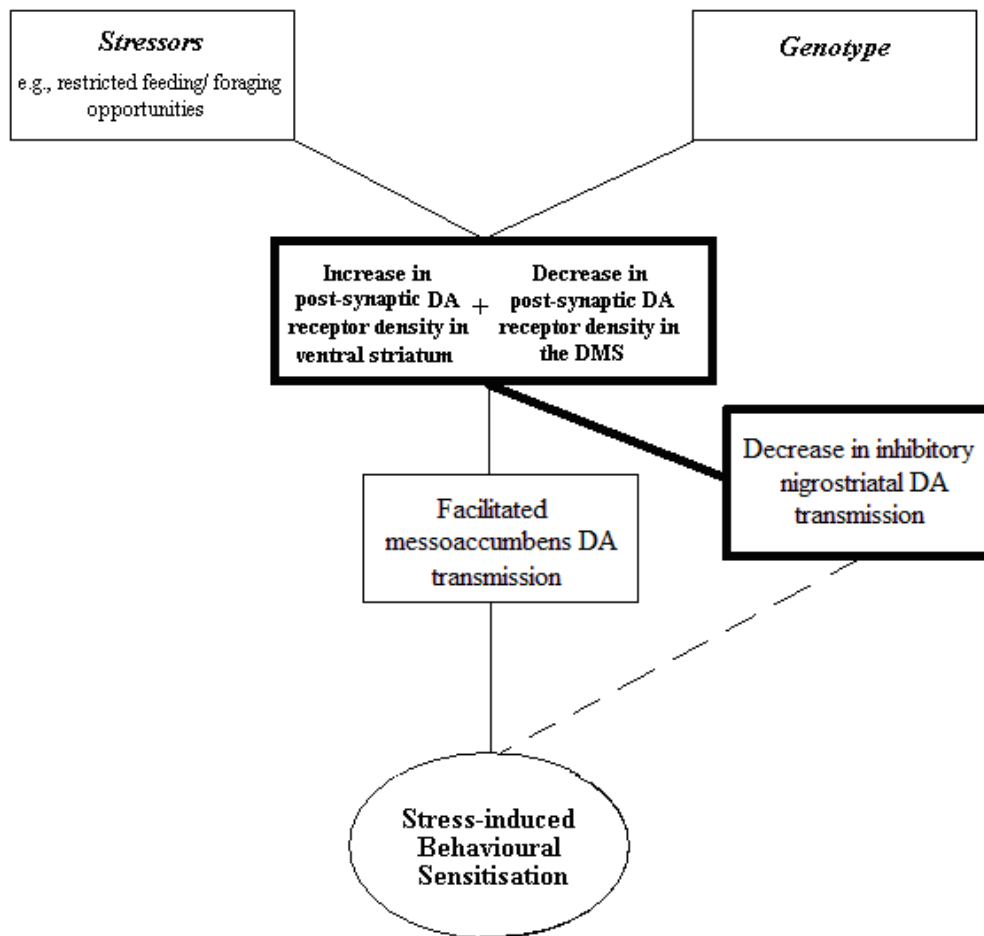 Stressors
e.g., restricted feeding/ foraging
opportunities
Genotype
Increase in
post-synaptic DA
receptor density in
ventral striatum
+
Decrease in
post-synaptic DA
receptor density in
the DMS
Decrease in inhibitory
nigrostriatal DA
transmission
Facilitated
messoaccumbens DA
transmission
Stress-induced
Behavioural
Sensitisation